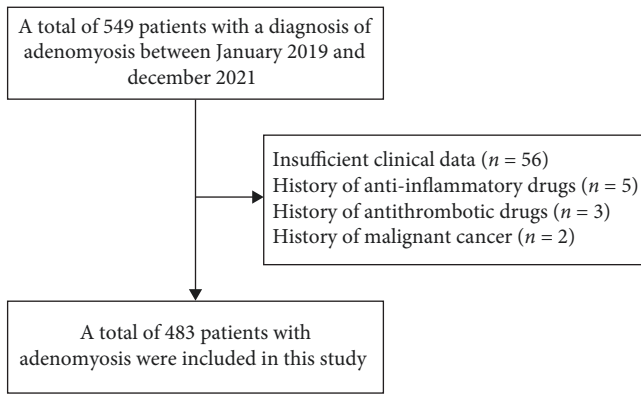 A total of 549 patients with a diagnosis of
adenomyosis between January 2019 and
december 2021
Insufficient clinical data (n = 56)
History of anti-inflammatory drugs (n = 5)
History of antithrombotic drugs (n = 3)
History of malignant cancer (n = 2)
A total of 483 patients with
adenomyosis were included in this study